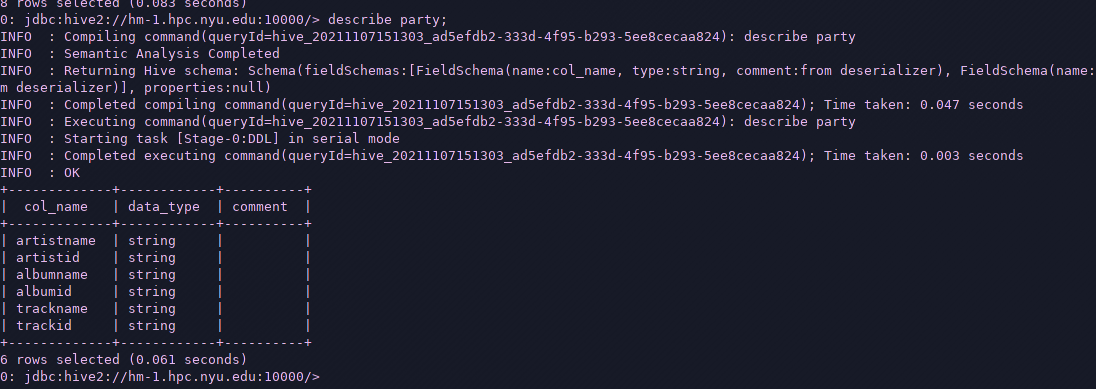 8 rows selected (0.083 seconds)
0: jdbc:hive2://hm-1.hpc.nyu.edu:10000/> describe party;
INFO  : Compiling command(queryId=hive_20211107151303_ad5efdb2-333d-4f95-b293-5ee8cecaa824): describe party
INFO  : Semantic Analysis Completed
INFO  : Returning Hive schema: Schema(fieldSchemas:[FieldSchema(name:col_name, type:string, comment:from deserializer), FieldSchema(name:
m deserializer)], properties:null)
INFO  : Completed compiling command(queryId=hive_20211107151303_ad5efdb2-333d-4f95-b293-5ee8cecaa824); Time taken: 0.047 seconds
INFO  : Executing command(queryId=hive_20211107151303_ad5efdb2-333d-4f95-b293-5ee8cecaa824): describe party
INFO  : Starting task [Stage-0:DDL] in serial mode
INFO  : Completed executing command(queryId=hive_20211107151303_ad5efdb2-333d-4f95-b293-5ee8cecaa824); Time taken: 0.003 seconds
INFO  : OK
+-------------+------------+----------+
|  col_name   | data_type  | comment  |
+-------------+------------+----------+
| artistname  | string     |          |
| artistid    | string     |          |
| albumname   | string     |          |
| albumid     | string     |          |
| trackname   | string     |          |
| trackid     | string     |          |
+-------------+------------+----------+
6 rows selected (0.061 seconds)
0: jdbc:hive2://hm-1.hpc.nyu.edu:10000/>